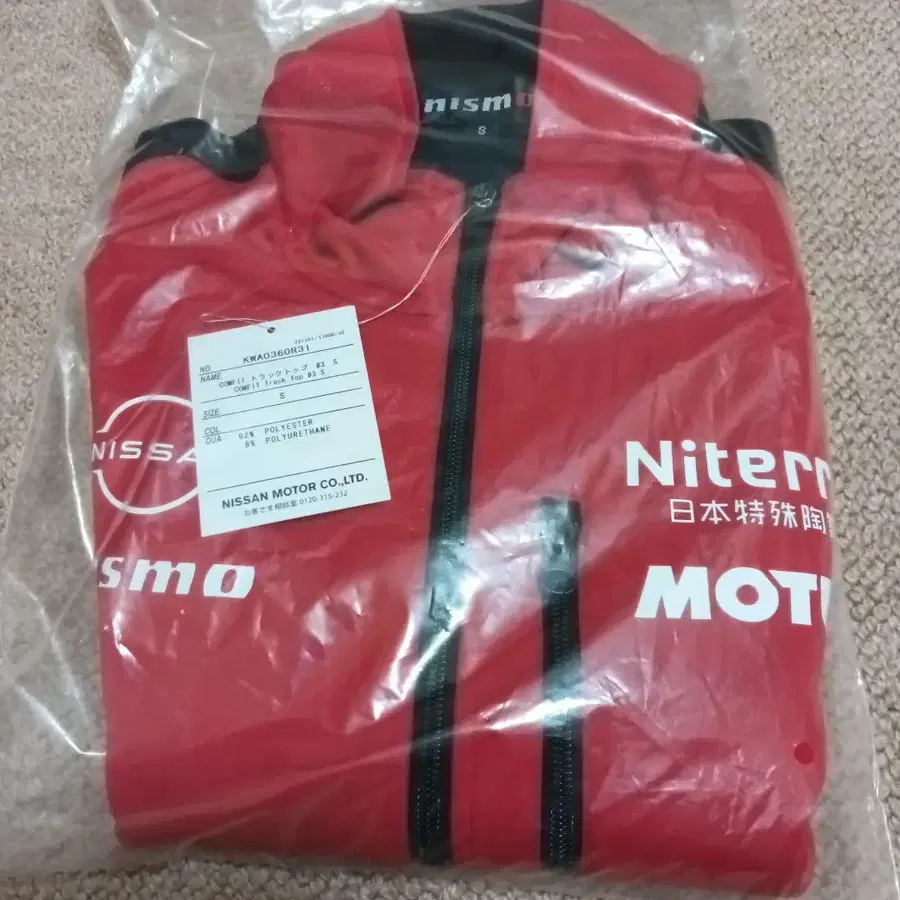 nismo
S
NO. KWA0360R31
NAME. COMFIT トラックトップ #3 S
COMFIT Track Top #3 S
SIZE. S
COL.
QUA 92% POLYESTER
8% POLYURETHANE
NISSAN MOTOR CO.,LTD.
お客さま相談室 0120-315-232
NISSA
ismo
Niterr
日本特殊陶
MOTU